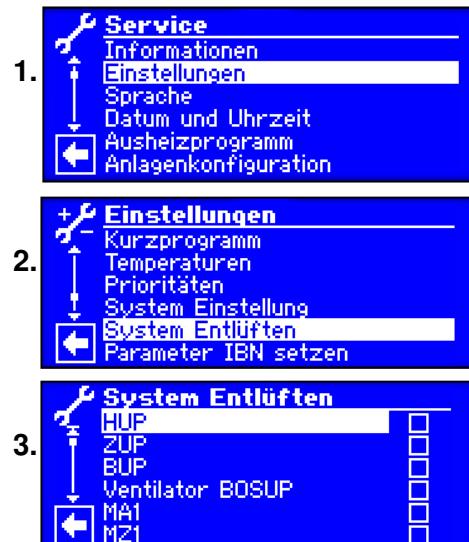 1.
Service
Informationen
Einstellungen
Sprache
Datum und Uhrzeit
Ausheizprogramm
Anlagenkonfiguration
2.
Einstellungen
Kurzprogramm
Temperaturen
Prioritäten
System Einstellung
System Entlüften
Parameter IBN setzen
3.
System Entlüften
HUP
ZUP
BUP
Ventilator BOSUP
MA1
MZ1